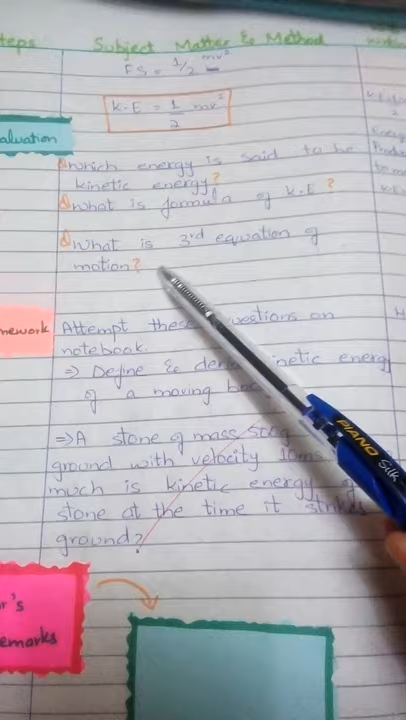 teps Subject Matter & Method
FS = 1/2 mv²
K.E = 1/2 mv²
aluation
Q which energy is said to be
kinetic energy?
Q what is formula of K.E ?
Q What is 3rd equation of
motion?
mework
Attempt these questions on
notebook.
⇒ Define & kinetic energy
of a moving
⇒ A stone of mass
ground with velocity 10ms
much is kinetic energy of
stone at the time it strikes
ground?
r's
emarks
PIANO Silk